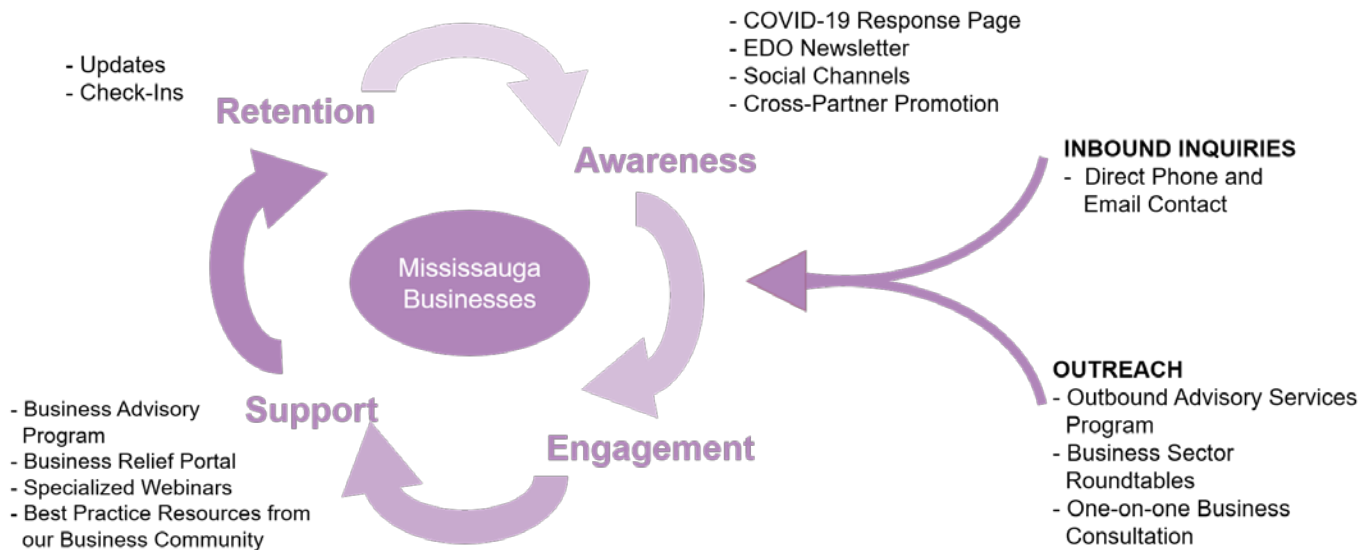 - COVID-19 Response Page
- EDO Newsletter
- Social Channels
- Cross-Partner Promotion
- Updates
- Check-Ins
Retention
Awareness
INBOUND INQUIRIES
- Direct Phone and
Email Contact
Mississauga
Businesses
OUTREACH
- Outbound Advisory Services
Program
- Business Sector
Roundtables
- One-on-one Business
Consultation
Support
Engagement
- Business Advisory
Program
- Business Relief Portal
- Specialized Webinars
- Best Practice Resources from
our Business Community